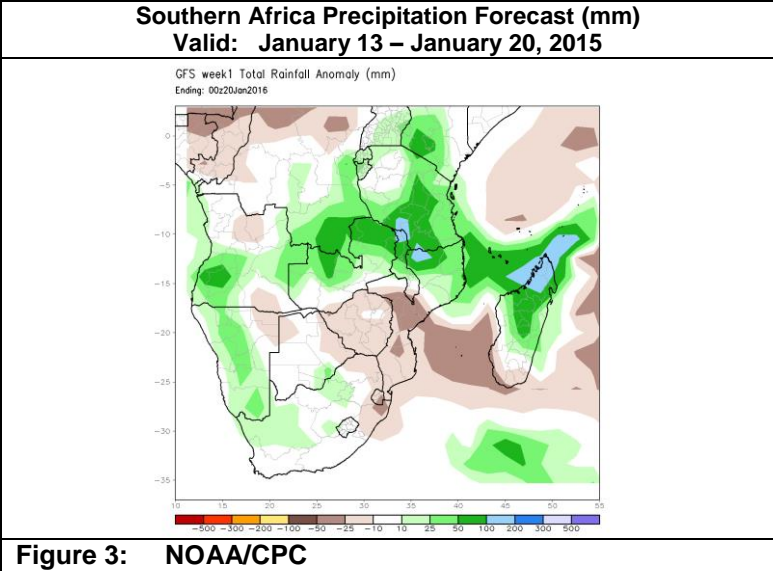 Southern Africa Precipitation Forecast (mm)
Valid: January 13 – January 20, 2015
GFS week1 Total Rainfall Anomaly (mm)
Ending: 00z20Jan2016
0
-5
-10
-15
-20
-25
-30
-35
10 15 20 25 30 35 40 45 50 55
-500 -300 -200 -100 -50 -25 -10 10 25 50 100 200 300 500
Figure 3: NOAA/CPC